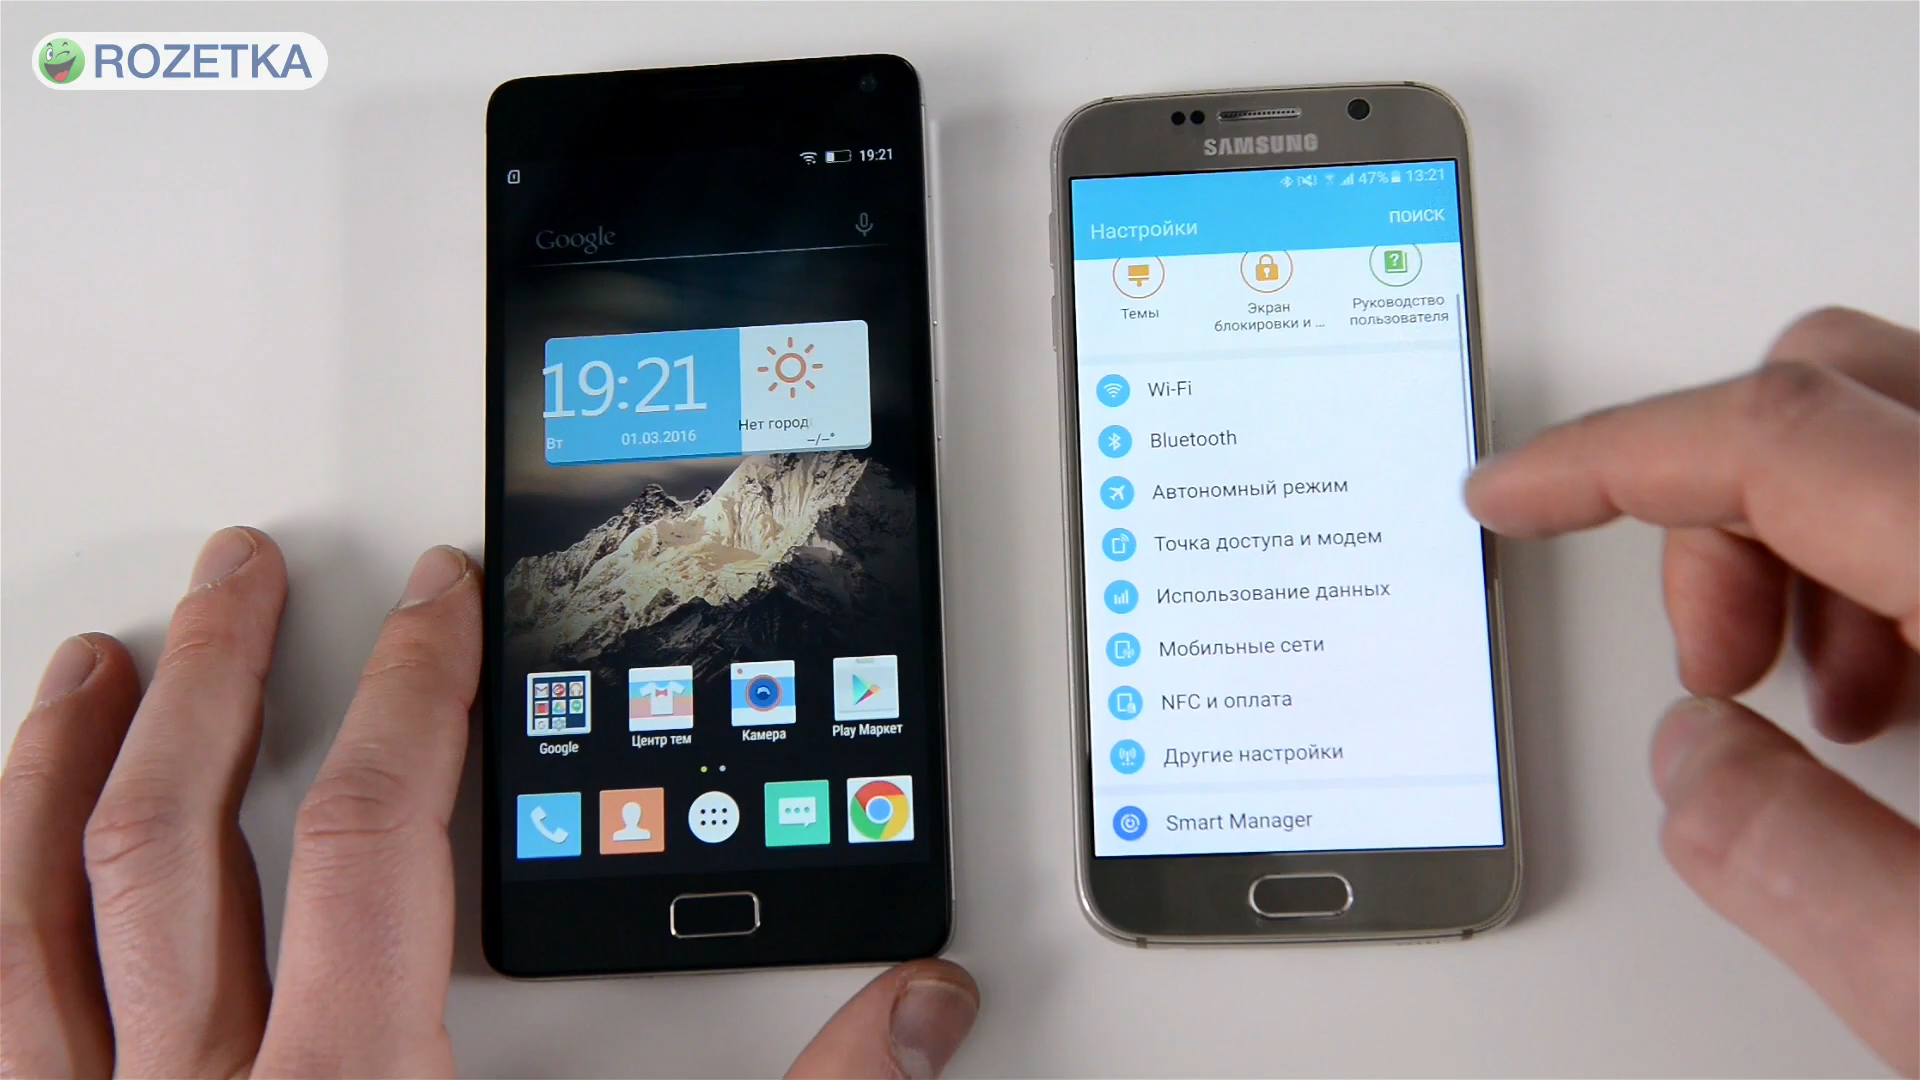 ROZETKA
19:21
Google
19:21
Вт 01.03.2016
Нет город
--/--°
Google
Центр тем
Камера
Play Маркет
SAMSUNG
47% 13:21
Настройки
ПОИСК
Темы
Экран
блокировки и ...
Руководство
пользователя
Wi-Fi
Bluetooth
Автономный режим
Точка доступа и модем
Использование данных
Мобильные сети
NFC и оплата
Другие настройки
Smart Manager